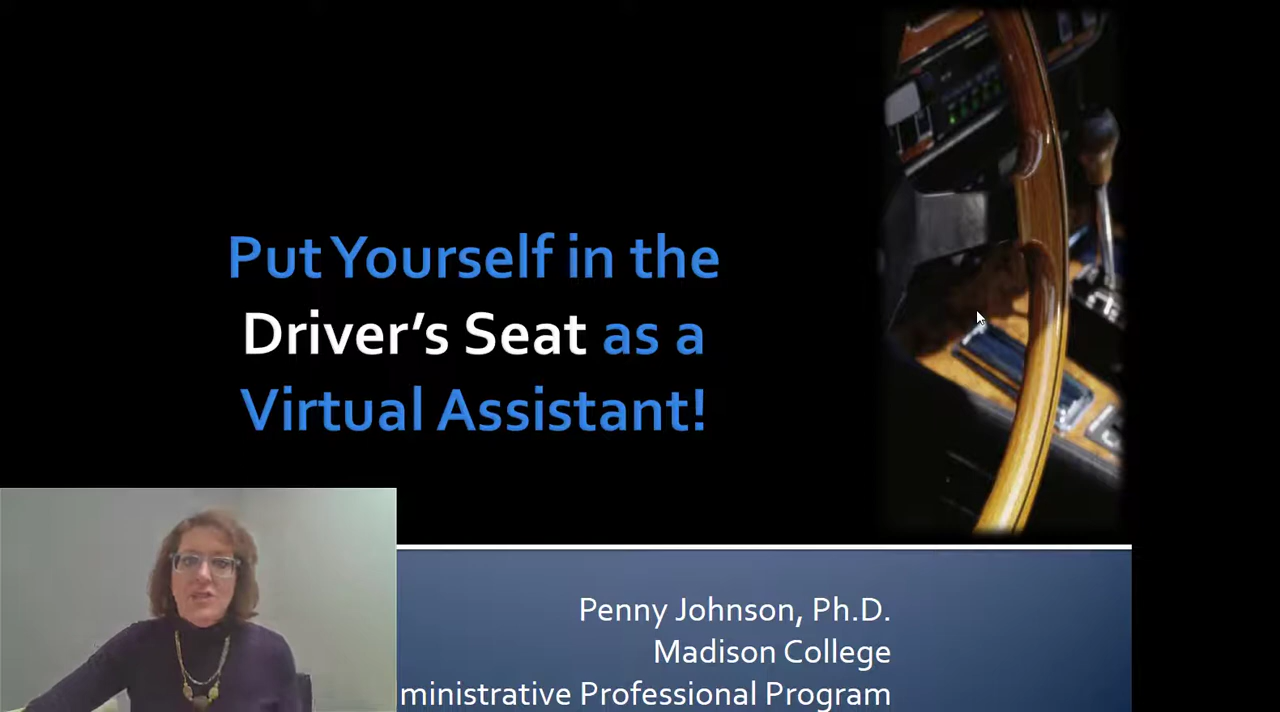 Put Yourself in the
Driver's Seat as a
Virtual Assistant!
Penny Johnson, Ph.D.
Madison College
ministrative Professional Program